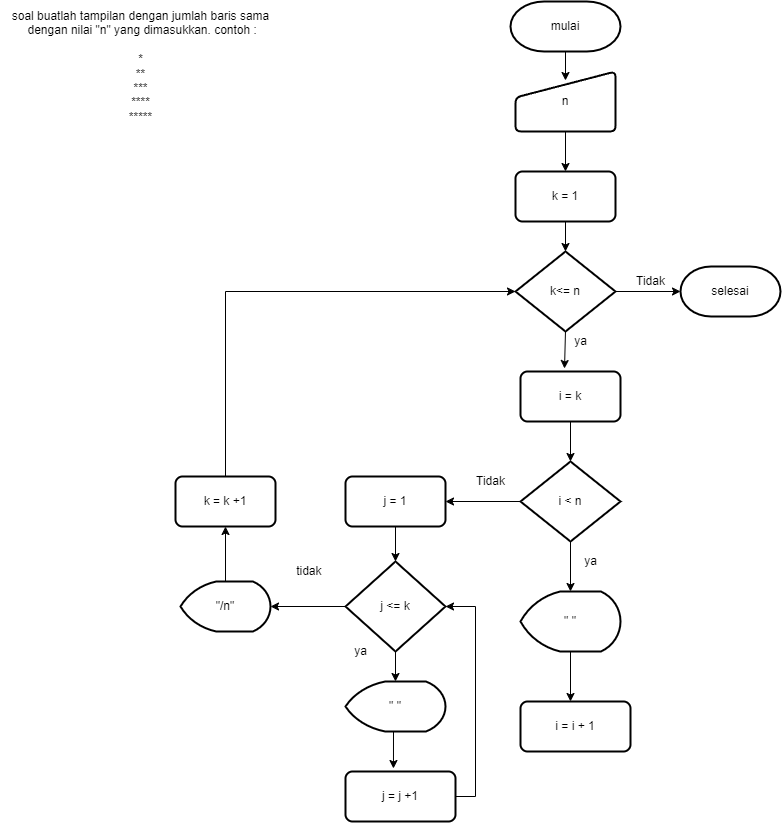 soal buatlah tampilan dengan jumlah baris sama
dengan nilai "n" yang dimasukkan. contoh :
*
**
***
****
*****
mulai
n
k = 1
k<= n
Tidak
selesai
ya
i = k
i < n
Tidak
j = 1
k = k +1
ya
tidak
j <= k
"/n"
" "
ya
" "
i = i + 1
j = j +1